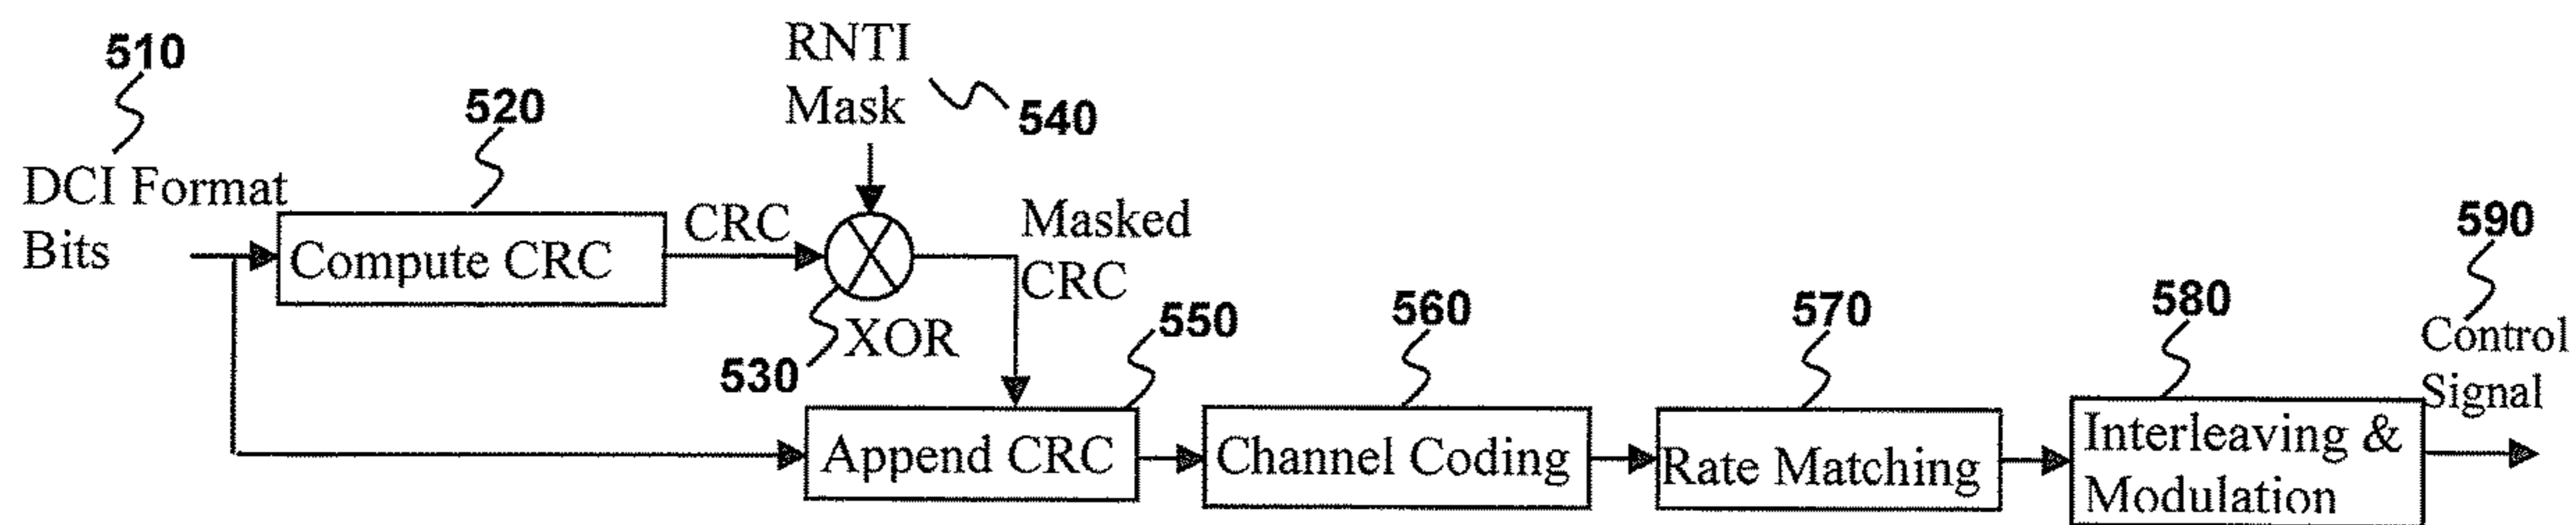 510
DCI Format
Bits
520
Compute CRC
CRC
RNTI
Mask
540
530
XOR
Masked
CRC
550
Append CRC
560
Channel Coding
570
Rate Matching
580
Interleaving &
Modulation
590
Control
Signal